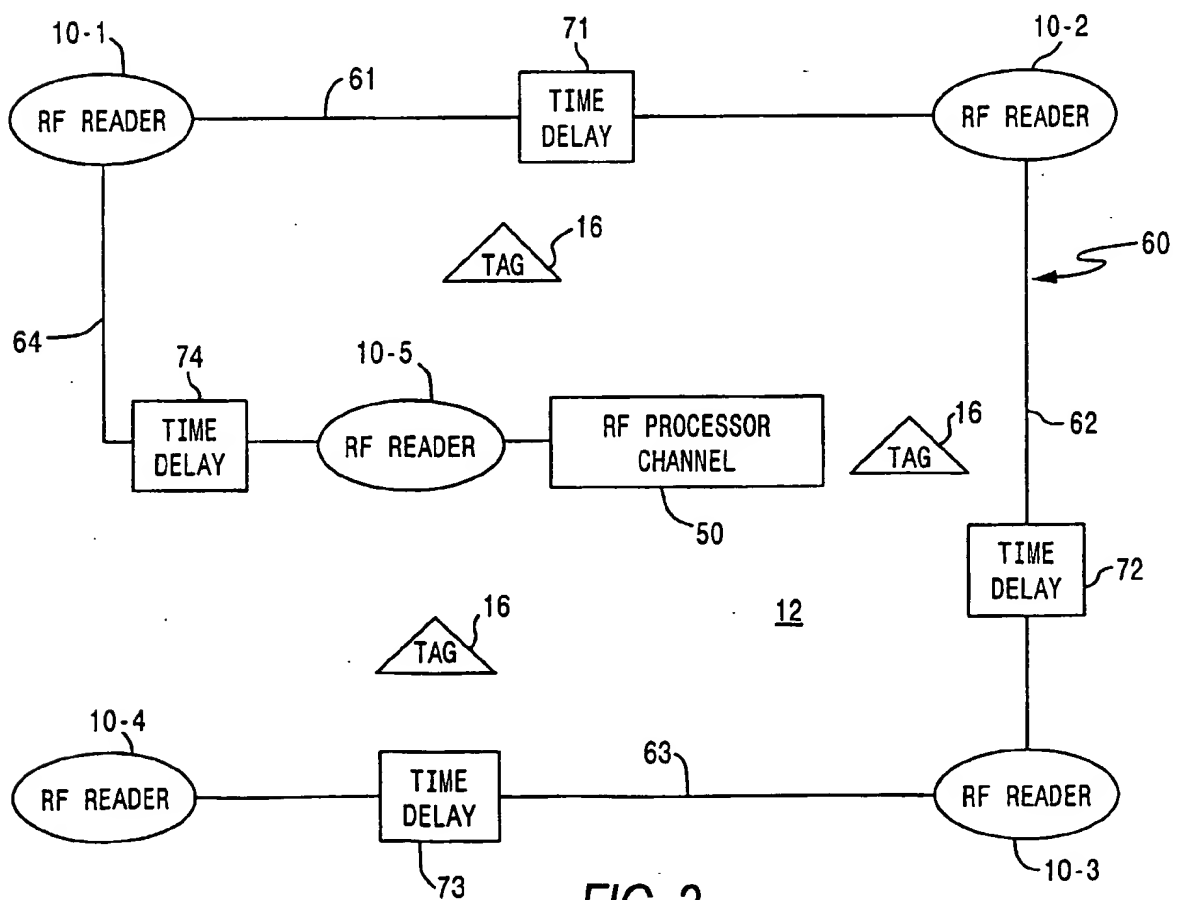 10-1
71
10-2
61
RF READER
TIME
DELAY
RF READER
16
TAG
60
64
74
10-5
TIME
DELAY
RF READER
RF PROCESSOR
CHANNEL
16
TAG
62
50
TIME
DELAY
72
16
TAG
12
10-4
63
RF READER
TIME
DELAY
RF READER
73
10-3